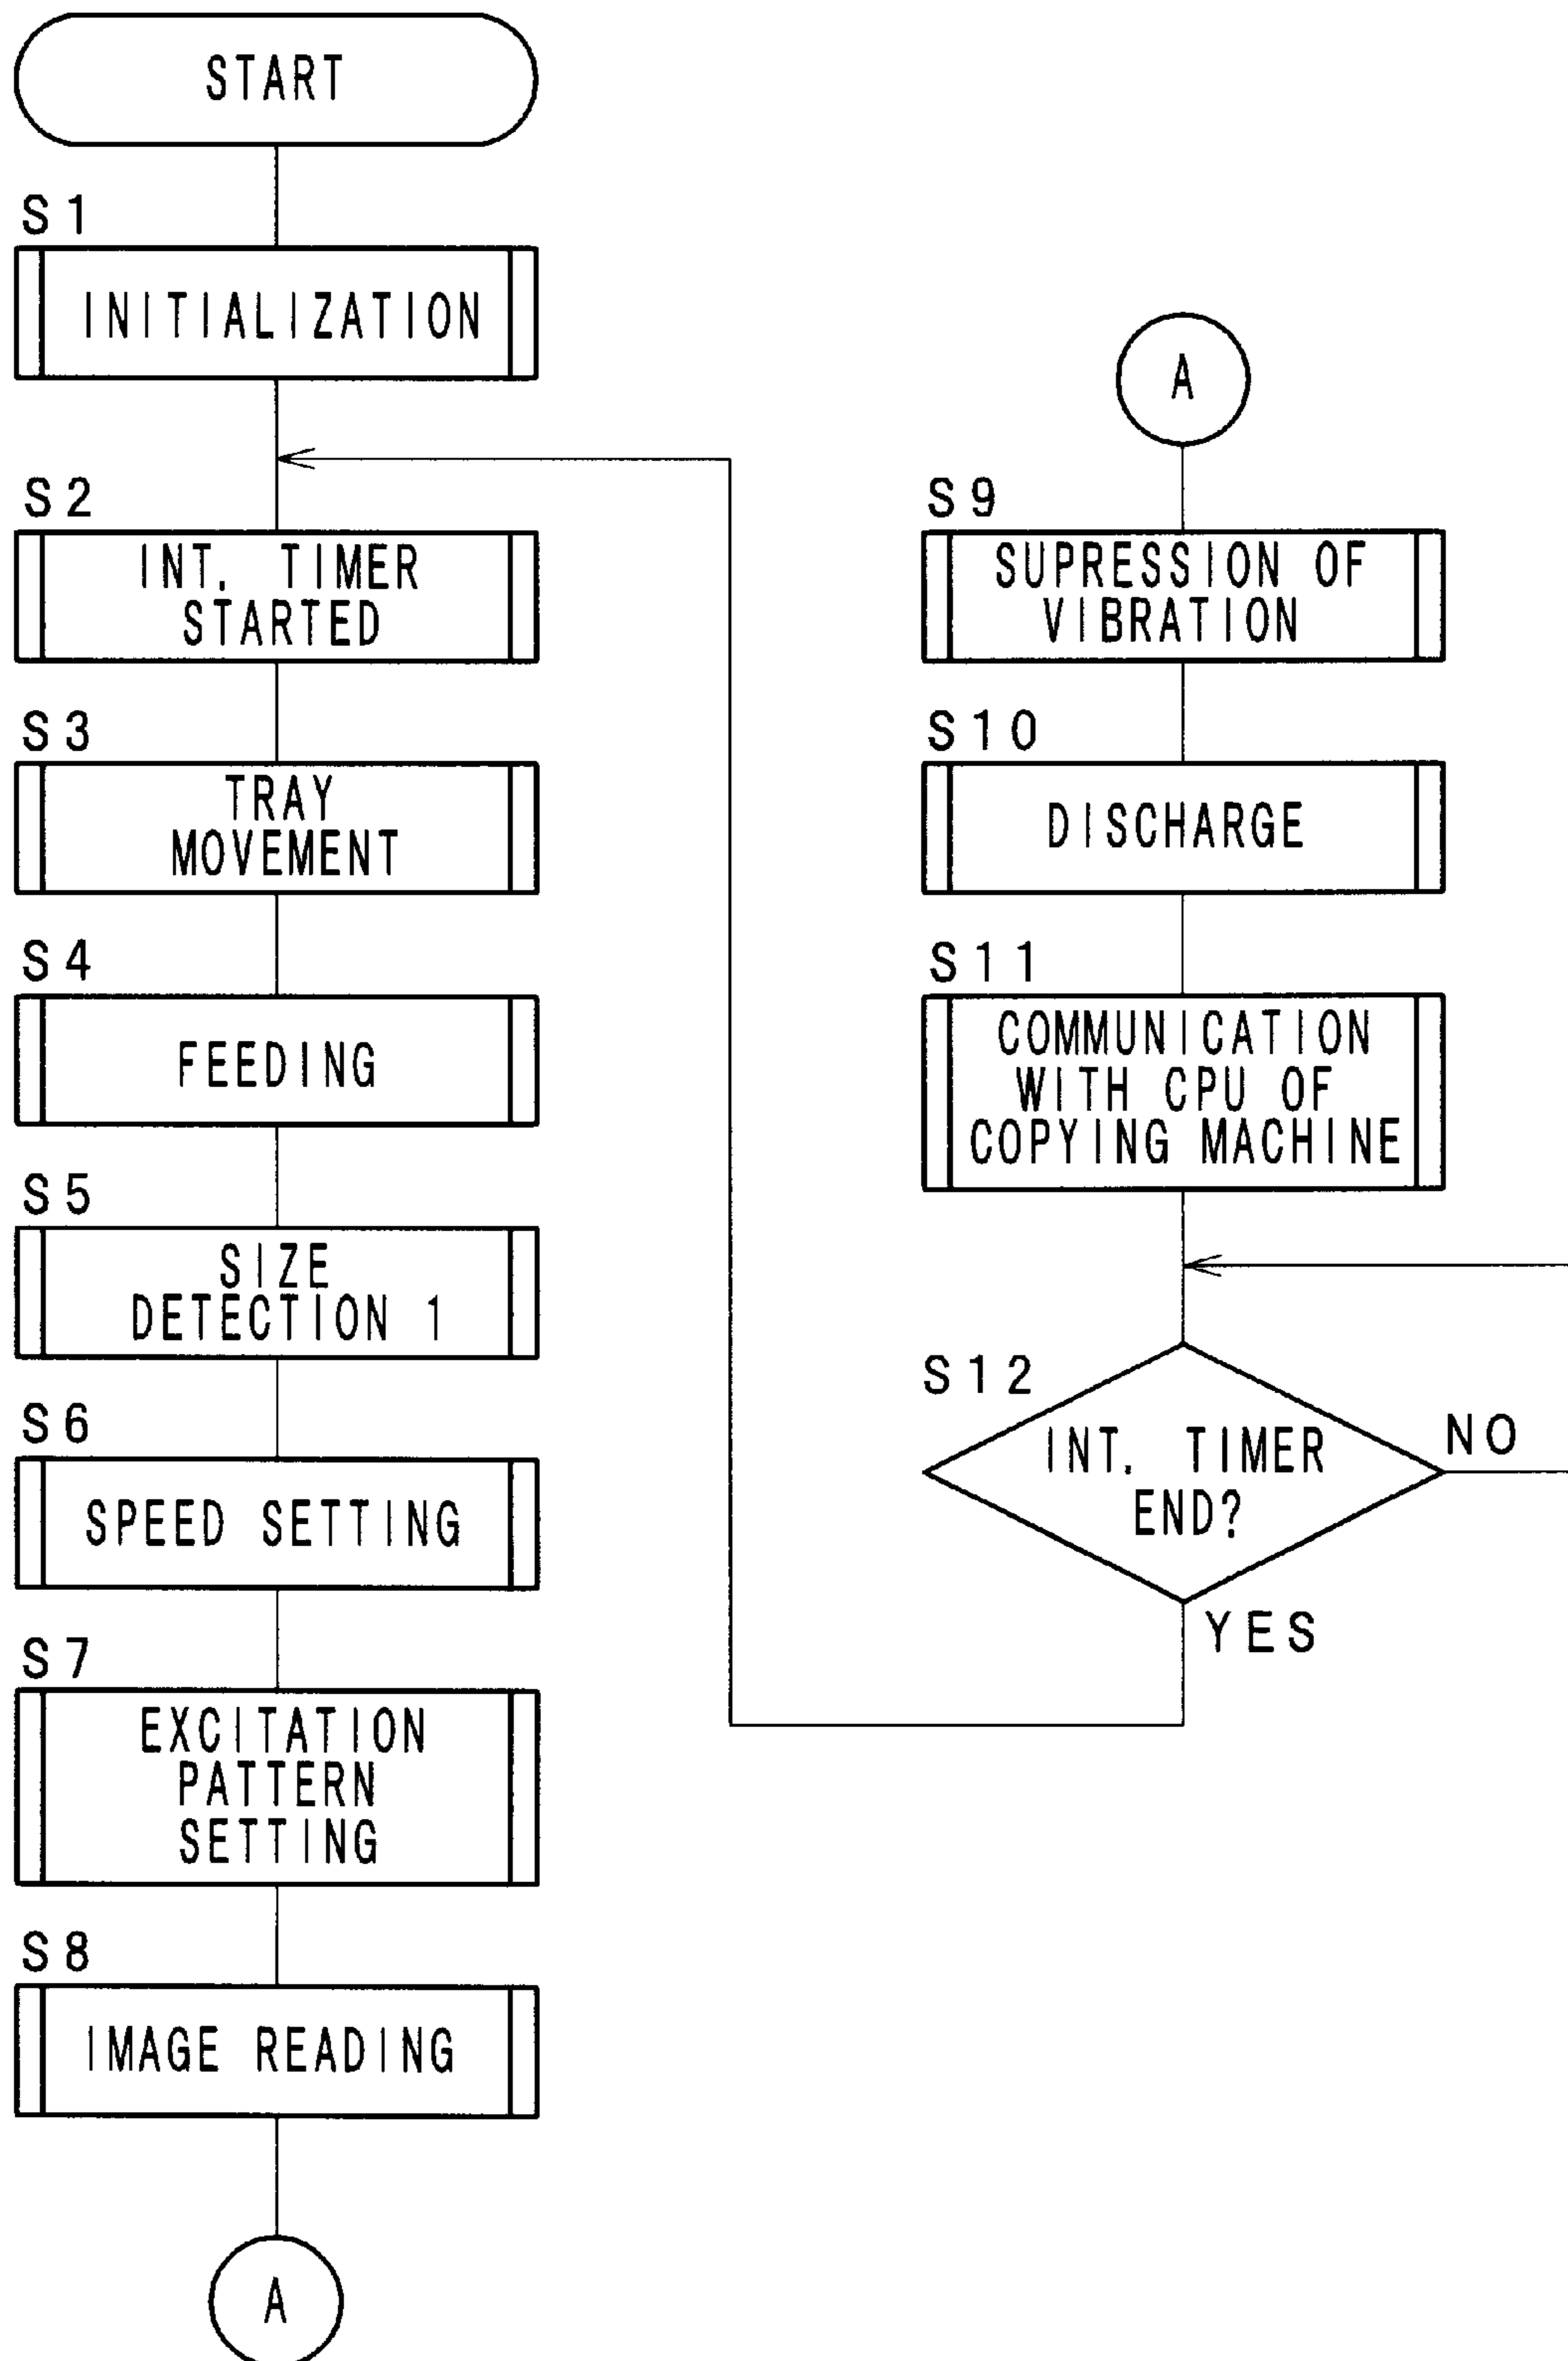 START
S1
INITIALIZATION
S2
INT. TIMER
STARTED
S3
TRAY
MOVEMENT
S4
FEEDING
S5
SIZE
DETECTION 1
S6
SPEED SETTING
S7
EXCITATION
PATTERN
SETTING
S8
IMAGE READING
A
A
S9
SUPRESSION OF
VIBRATION
S10
DISCHARGE
S11
COMMUNICATION
WITH CPU OF
COPYING MACHINE
S12
INT. TIMER
END?
NO
YES